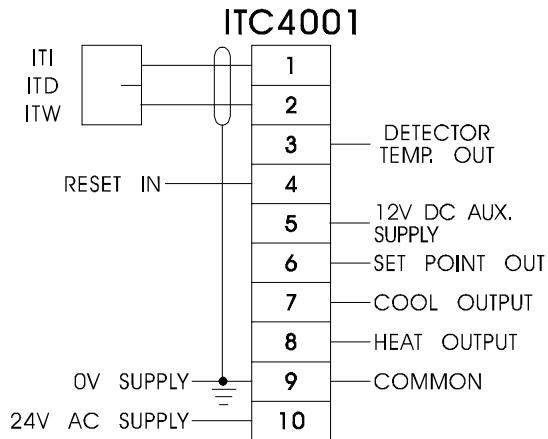 ITC4001
ITI
ITD
ITW
1
2
3
DETECTOR
TEMP. OUT
RESET IN
4
5
12V DC AUX.
SUPPLY
6
SET POINT OUT
7
COOL OUTPUT
8
HEAT OUTPUT
0V SUPPLY
9
COMMON
24V AC SUPPLY
10